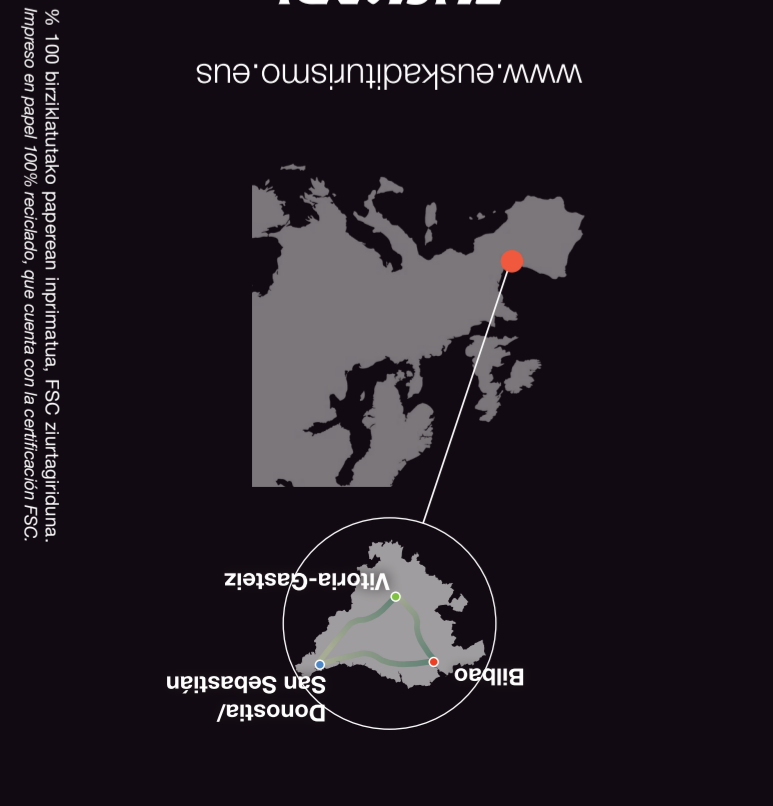 Donostia/
San Sebastián
Bilbao
Vitoria-Gasteiz
www.euskaditurismo.eus
% 100 birziklatutako paperean inprimatua, FSC ziurtagiriduna.
Impreso en papel 100% reciclado, que cuenta con la certificación FSC.